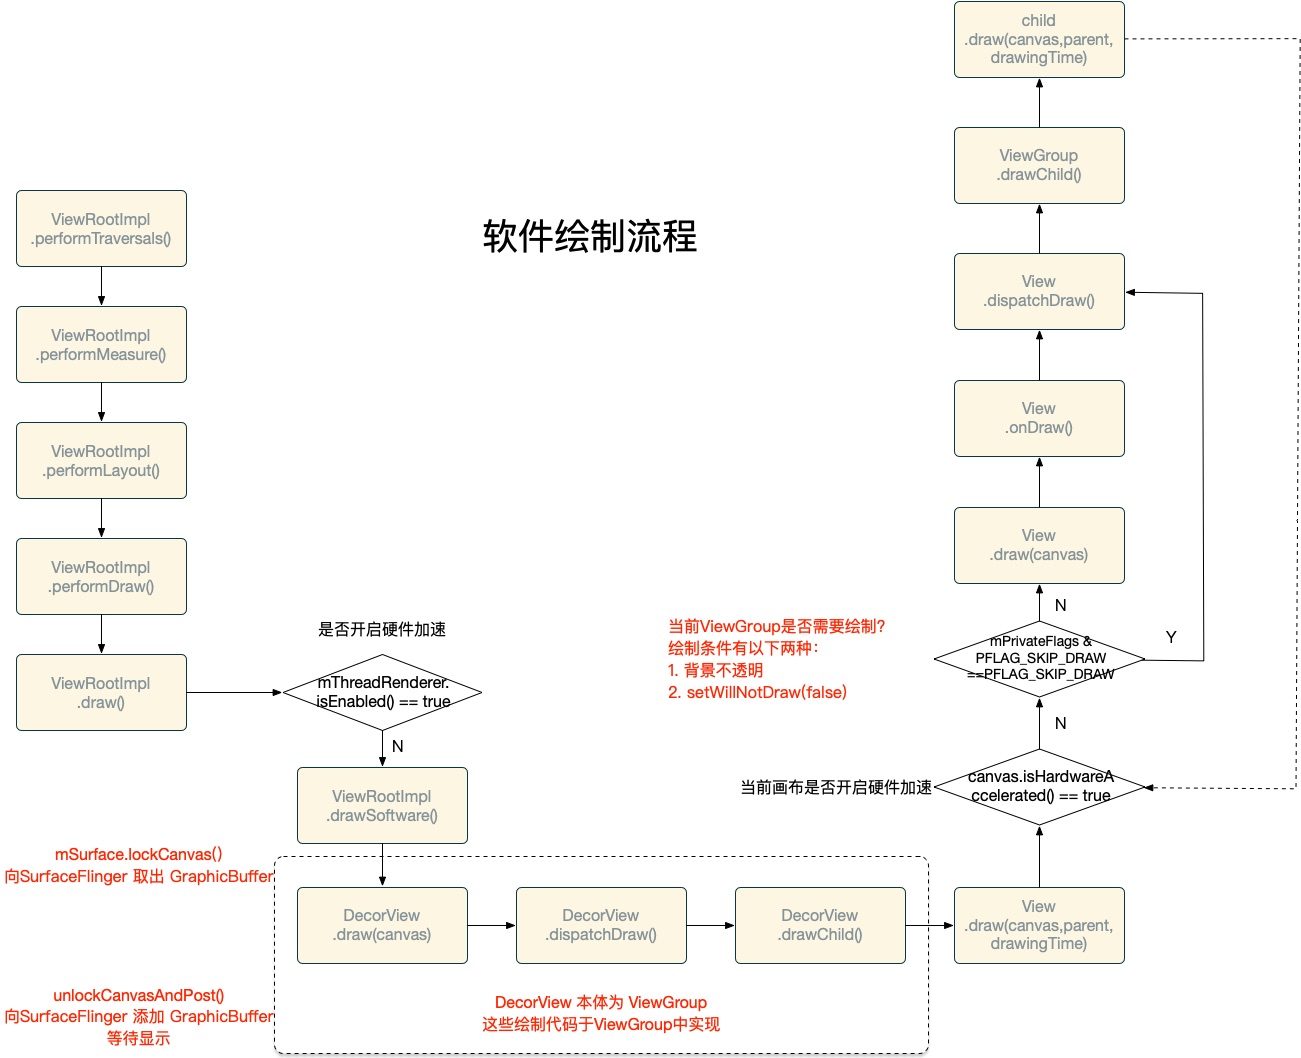 软件绘制流程
ViewRootImpl
.performTraversals()
ViewRootImpl
.performMeasure()
ViewRootImpl
.performLayout()
ViewRootImpl
.performDraw()
ViewRootImpl
.draw()
是否开启硬件加速
mThreadRenderer.
isEnabled() == true
N
ViewRootImpl
.drawSoftware()
mSurface.lockCanvas()
向SurfaceFlinger 取出 GraphicBuffer
DecorView
.draw(canvas)
DecorView
.dispatchDraw()
DecorView
.drawChild()
unlockCanvasAndPost()
向SurfaceFlinger 添加 GraphicBuffer
等待显示
DecorView 本体为 ViewGroup
这些绘制代码于ViewGroup中实现
View
.draw(canvas,parent,
drawingTime)
当前画布是否开启硬件加速
canvas.isHardwareA
ccelerated() == true
N
当前ViewGroup是否需要绘制?
绘制条件有以下两种：
1. 背景不透明
2. setWillNotDraw(false)
mPrivateFlags &
PFLAG_SKIP_DRAW
==PFLAG_SKIP_DRAW
Y
N
View
.draw(canvas)
View
.onDraw()
View
.dispatchDraw()
ViewGroup
.drawChild()
child
.draw(canvas,parent,
drawingTime)